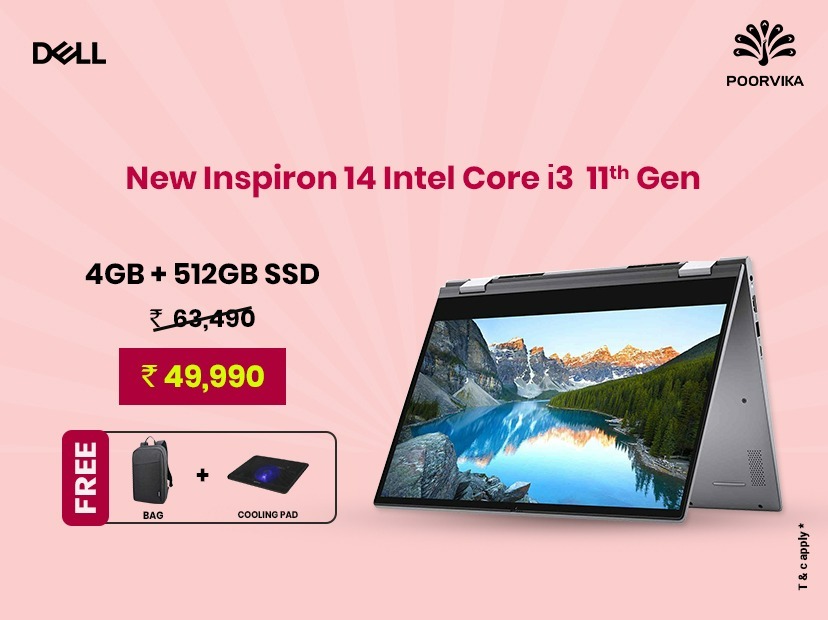 DELL
POORVIKA
New Inspiron 14 Intel Core i3 11th Gen
4GB + 512GB SSD
₹ 63,490
₹ 49,990
FREE
BAG
+
COOLING PAD
T & c apply *